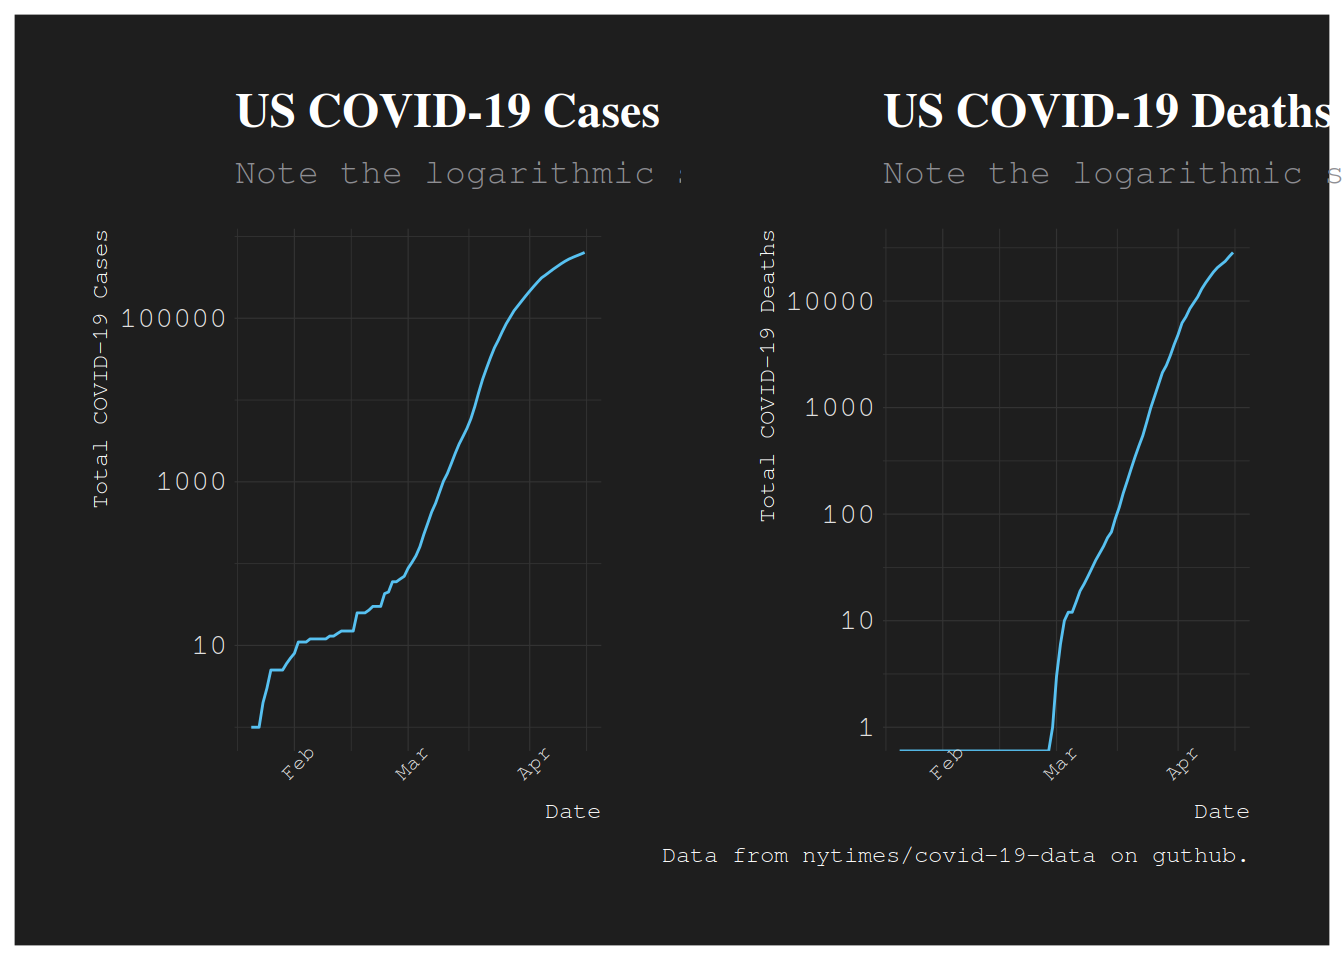 US COVID-19 Cases
Note the logarithmic
Total COVID-19 Cases
100000
1000
10
Feb
Mar
Apr
Date
US COVID-19 Deaths
Note the logarithmic s
Total COVID-19 Deaths
10000
1000
100
10
1
Feb
Mar
Apr
Date
Data from nytimes/covid-19-data on guthub.